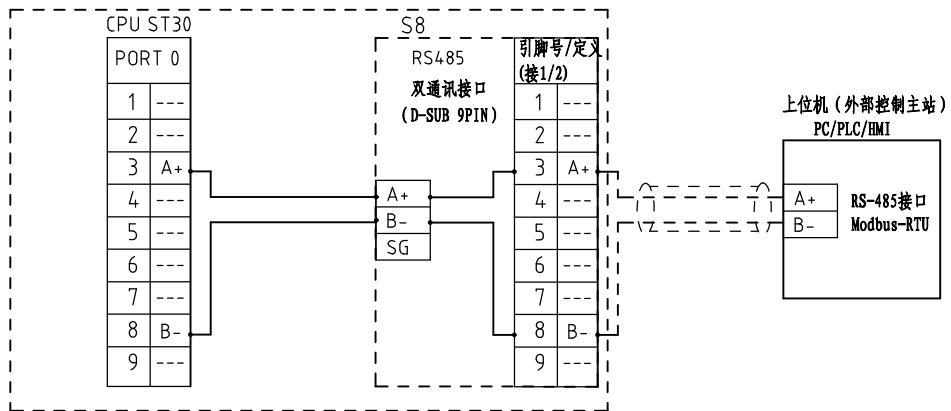 CPU ST30
PORT 0
1 ---
2 ---
3 A+
4 ---
5 ---
6 ---
7 ---
8 B-
9 ---
S8
RS485
双通讯接口
(D-SUB 9PIN)
A+
B-
SG
引脚号/定义
(接1/2)
1 ---
2 ---
3 A+
4 ---
5 ---
6 ---
7 ---
8 B-
9 ---
上位机(外部控制主站)
PC/PLC/HMI
A+
B-
RS-485接口
Modbus-RTU